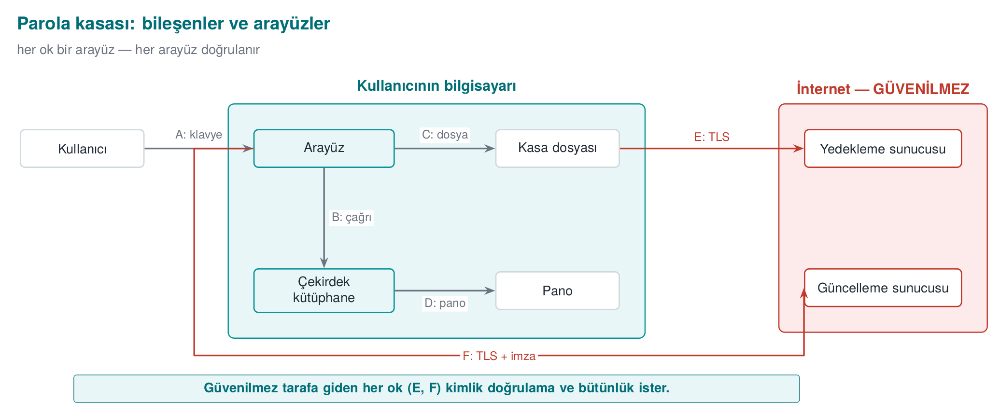 Parola kasası: bileşenler ve arayüzler
her ok bir arayüz — her arayüz doğrulanır
Kullanıcının bilgisayarı
İnternet — GÜVENİLMEZ
Kullanıcı
A: klavye
Arayüz
C: dosya
Kasa dosyası
E: TLS
Yedekleme sunucusu
B: çağrı
Çekirdek
kütüphane
D: pano
Pano
Güncelleme sunucusu
F: TLS + imza
Güvenilmez tarafa giden her ok (E, F) kimlik doğrulama ve bütünlük ister.